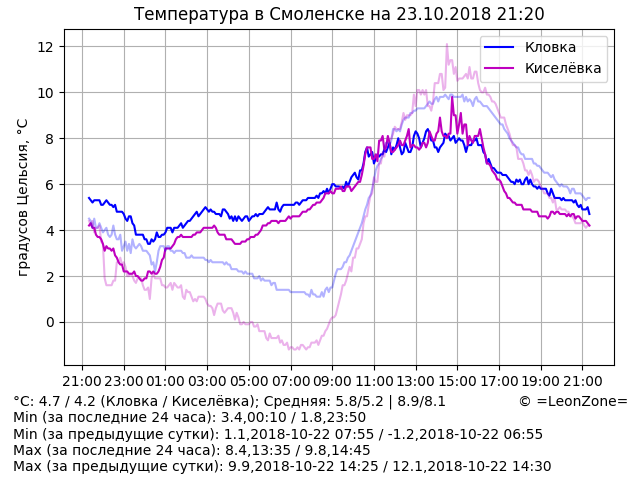 Температура в Смоленске на 23.10.2018 21:20
Кловка
Киселёвка
градусов Цельсия, °C
12
10
8
6
4
2
0
21:00 23:00 01:00 03:00 05:00 07:00 09:00 11:00 13:00 15:00 17:00 19:00 21:00
°C: 4.7 / 4.2 (Кловка / Киселёвка); Средняя: 5.8/5.2 | 8.9/8.1 © =LeonZone=
Min (за последние 24 часа): 3.4,00:10 / 1.8,23:50
Min (за предыдущие сутки): 1.1,2018-10-22 07:55 / -1.2,2018-10-22 06:55
Max (за последние 24 часа): 8.4,13:35 / 9.8,14:45
Max (за предыдущие сутки): 9.9,2018-10-22 14:25 / 12.1,2018-10-22 14:30